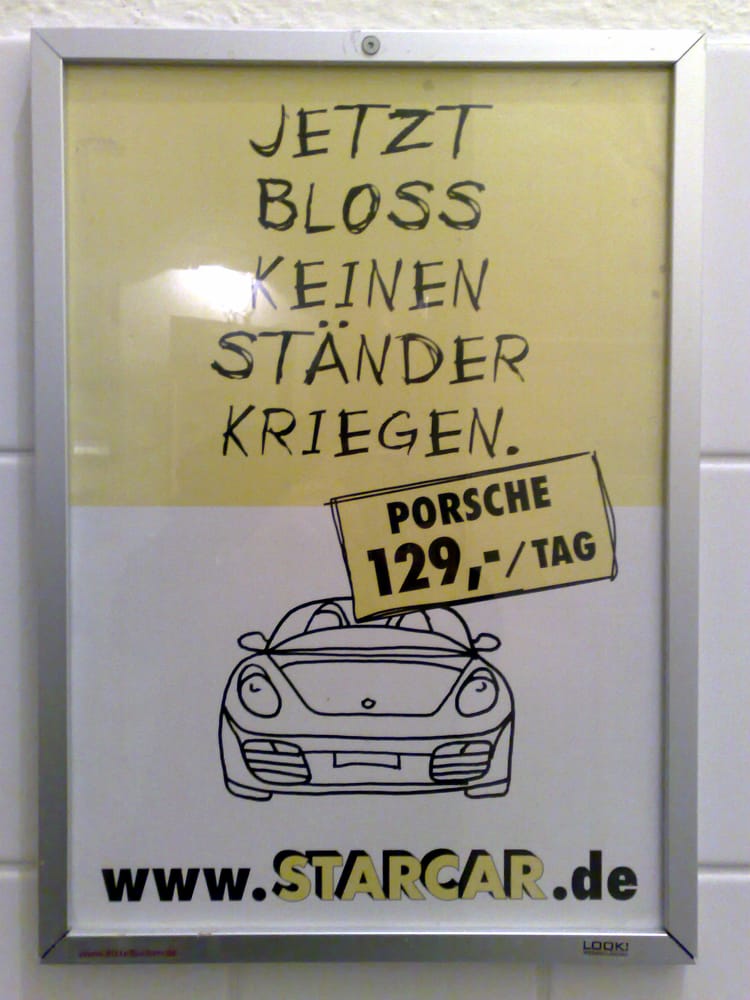 JETZT
BLOSS
KEINEN
STÄNDER
KRIEGEN.
PORSCHE
129,-/TAG
www.STARCAR.de
LOOK!